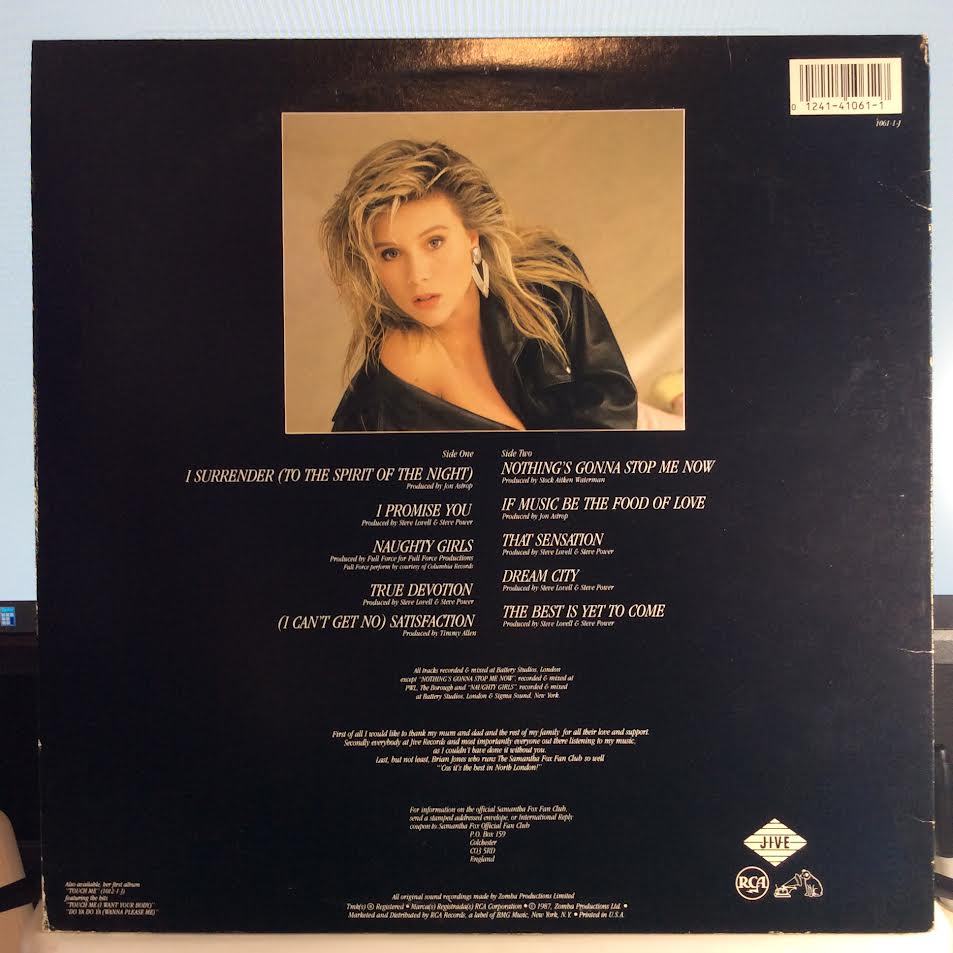 0 1241-41061-1
1061-1-J
Side One
I SURRENDER (TO THE SPIRIT OF THE NIGHT)
Produced by Jon Astrop
I PROMISE YOU
Produced by Steve Lovell & Steve Power
NAUGHTY GIRLS
Produced by Full Force for Full Force Productions
Full Force perform by courtesy of Columbia Records
TRUE DEVOTION
Produced by Steve Lovell & Steve Power
(I CAN'T GET NO) SATISFACTION
Produced by Timmy Allen
Side Two
NOTHING'S GONNA STOP ME NOW
Produced by Stock Aitken Waterman
IF MUSIC BE THE FOOD OF LOVE
Produced by Jon Astrop
THAT SENSATION
Produced by Steve Lovell & Steve Power
DREAM CITY
Produced by Steve Lovell & Steve Power
THE BEST IS YET TO COME
Produced by Steve Lovell & Steve Power
All tracks recorded & mixed at Battery Studios, London
except "NOTHING'S GONNA STOP ME NOW", recorded & mixed at
PWL, The Borough and "NAUGHTY GIRLS", recorded & mixed
at Battery Studios, London & Sigma Sound, New York
First of all I would like to thank my mum and dad and the rest of my family for all their love and support.
Secondly everybody at Jive Records and most importantly everyone out there listening to my music,
as I couldn't have done it without you.
Last, but not least, Brian Jones who runs The Samantha Fox Fan Club so well
"'Cos it's the best in North London!"
For information on the official Samantha Fox Fan Club,
send a stamped addressed envelope, or International Reply
coupon to Samantha Fox Official Fan Club
P.O. Box 159
Colchester
CO3 5RD
England
Also available, her first album
"TOUCH ME" (1012-1-J)
featuring the hits
"TOUCH ME (I WANT YOUR BODY)"
"DO YA DO YA (WANNA PLEASE ME)"
All original sound recordings made by Zomba Productions Limited
Tmk(s) ® Registered • Marca(s) Registrada(s) RCA Corporation • © 1987, Zomba Productions Ltd. •
Marketed and Distributed by RCA Records, a label of BMG Music, New York, N.Y. • Printed in U.S.A.
JIVE
RCA